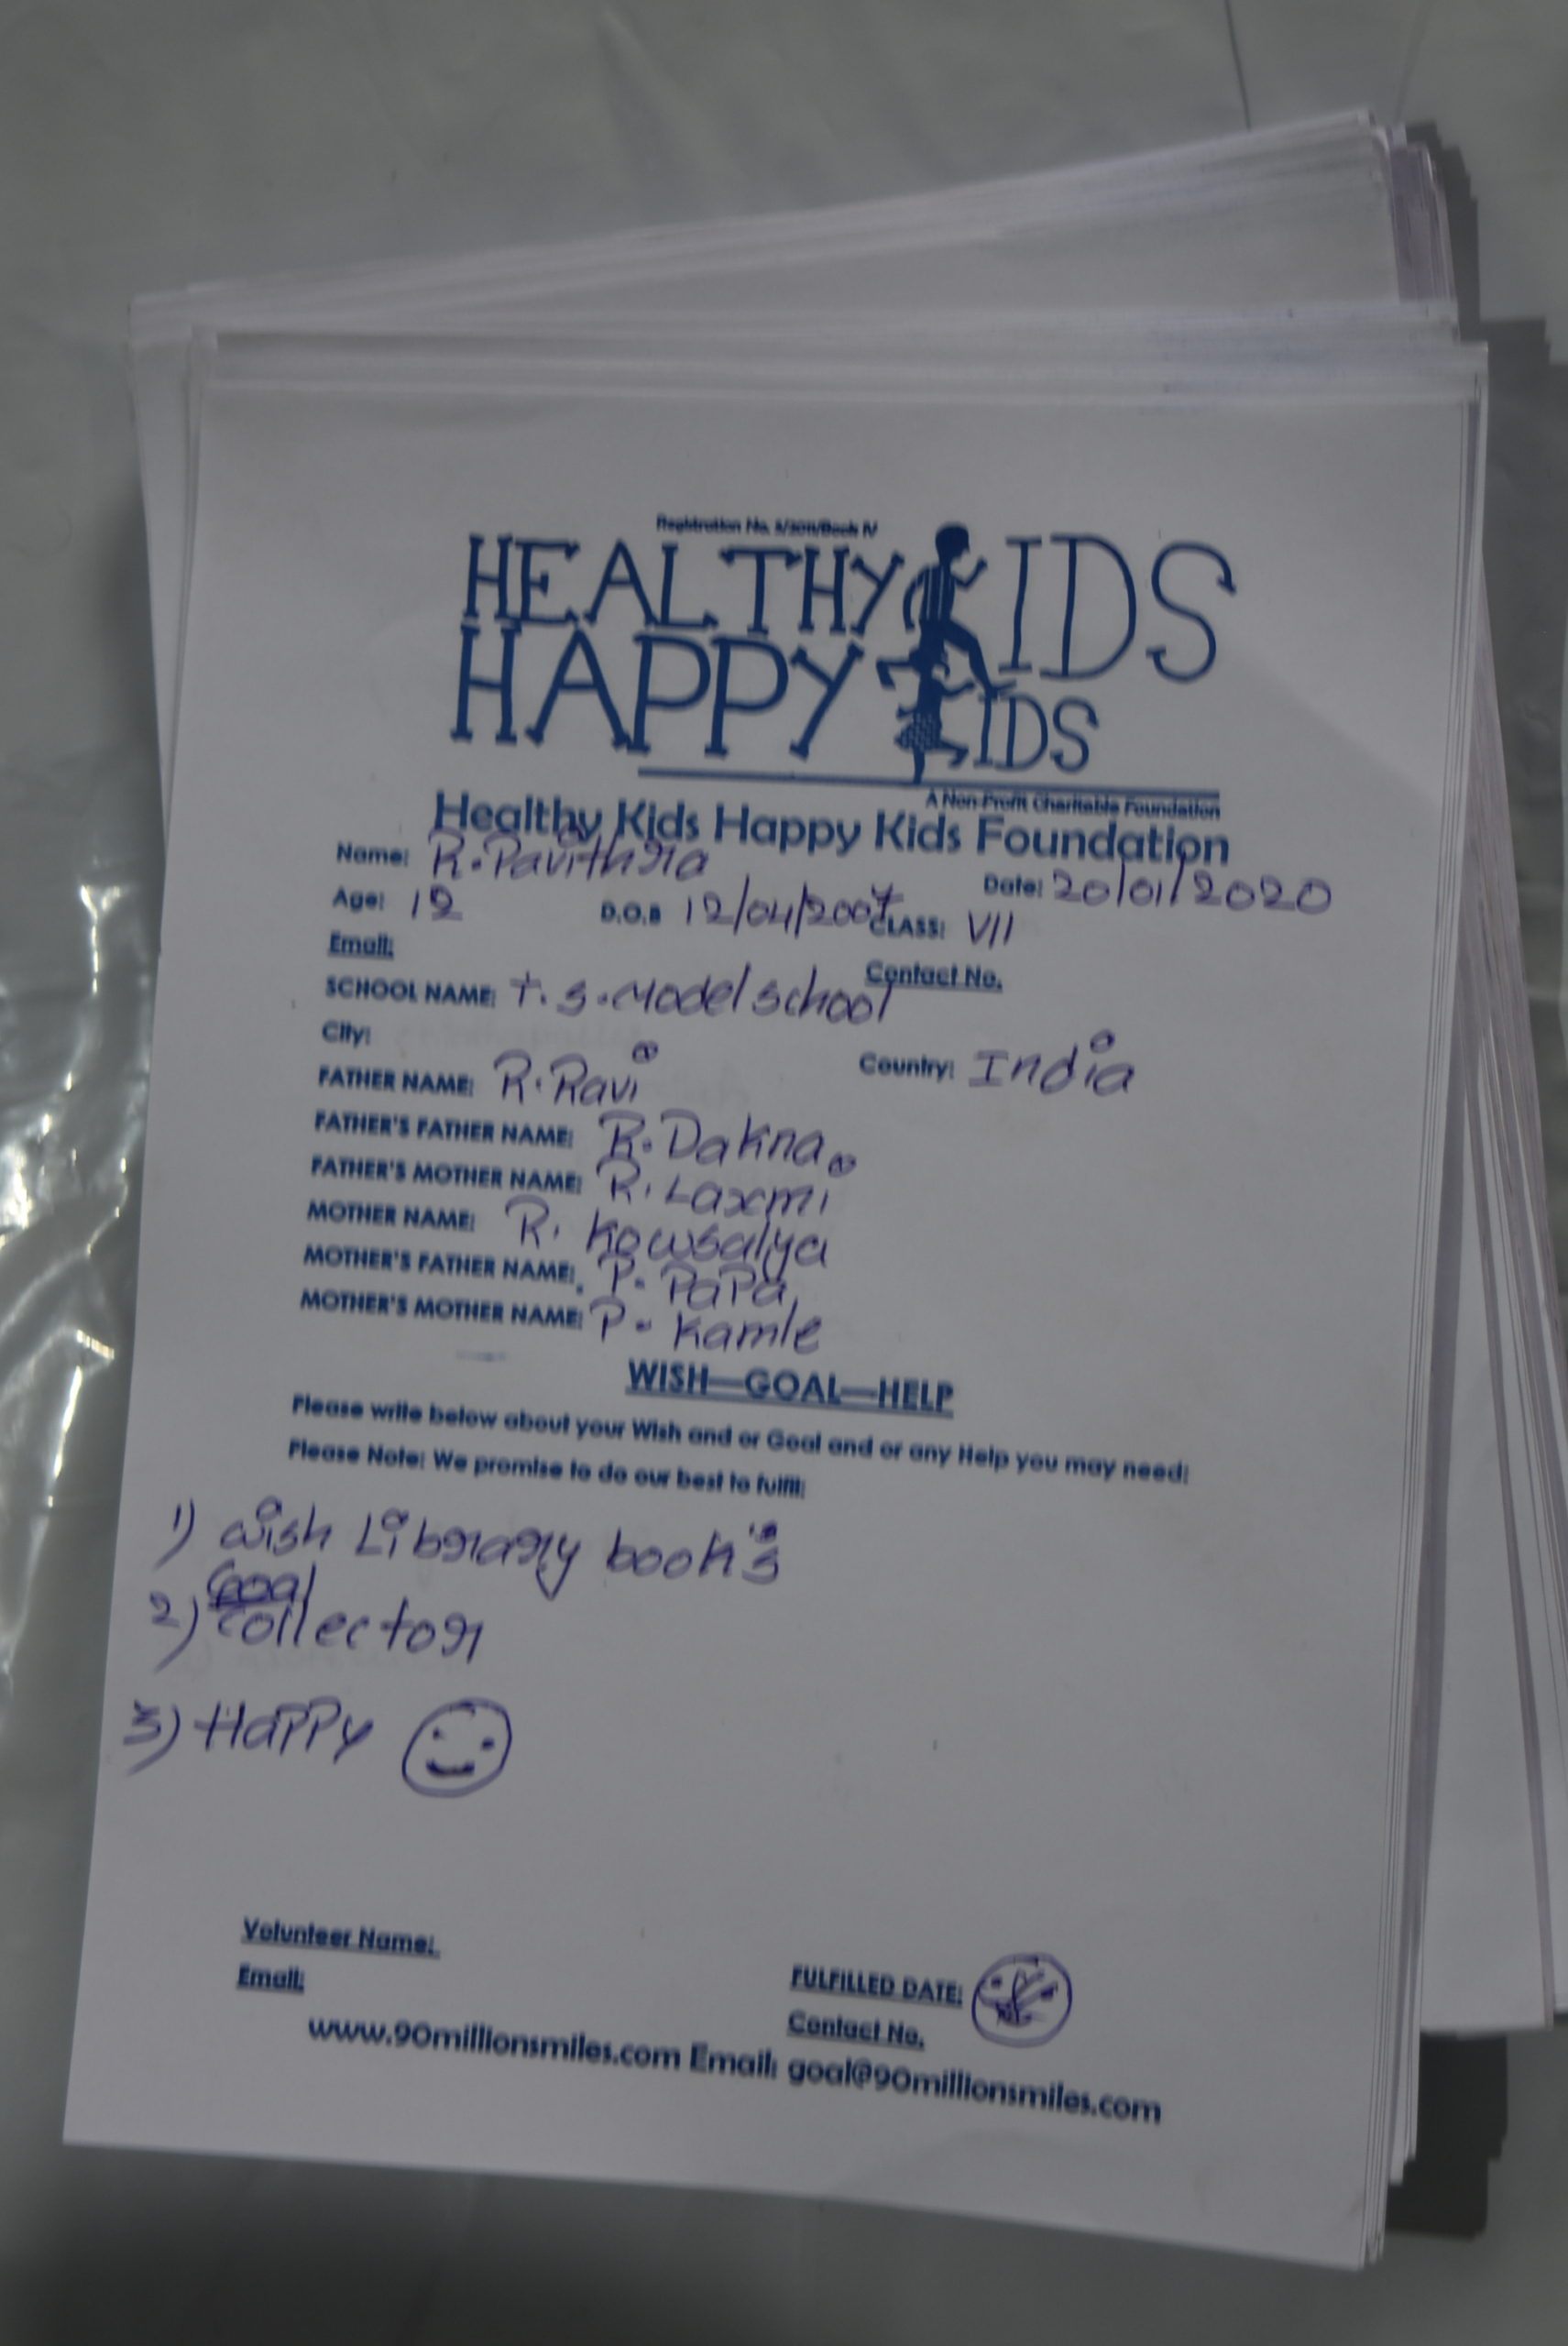 Registration No. 5/2011/Book IV
HEALTHY KIDS
HAPPY KIDS
A Non-Profit Charitable Foundation
Healthy Kids Happy Kids Foundation
Name: R.Pavithra Date: 20/01/2020
Age: 12 D.O.B 12/04/2007 CLASS: VII
Email: Contact No.
SCHOOL NAME: T.S.Model school
City: Country: India
FATHER NAME: R.Ravi
FATHER'S FATHER NAME: R.Dakna
FATHER'S MOTHER NAME: R.Laxmi
MOTHER NAME: R. Kowsalya
MOTHER'S FATHER NAME: P. PaPa
MOTHER'S MOTHER NAME: P. Kamle
WISH—GOAL—HELP
Please write below about your Wish and or Goal and or any Help you may need:
Please Note: We promise to do our best to fulfil:
1) wish Library book's
Goal
2) collector
3) Happy
Volunteer Name:
Email: FULFILLED DATE:
Contact No.
www.90millionsmiles.com Email: goal@90millionsmiles.com